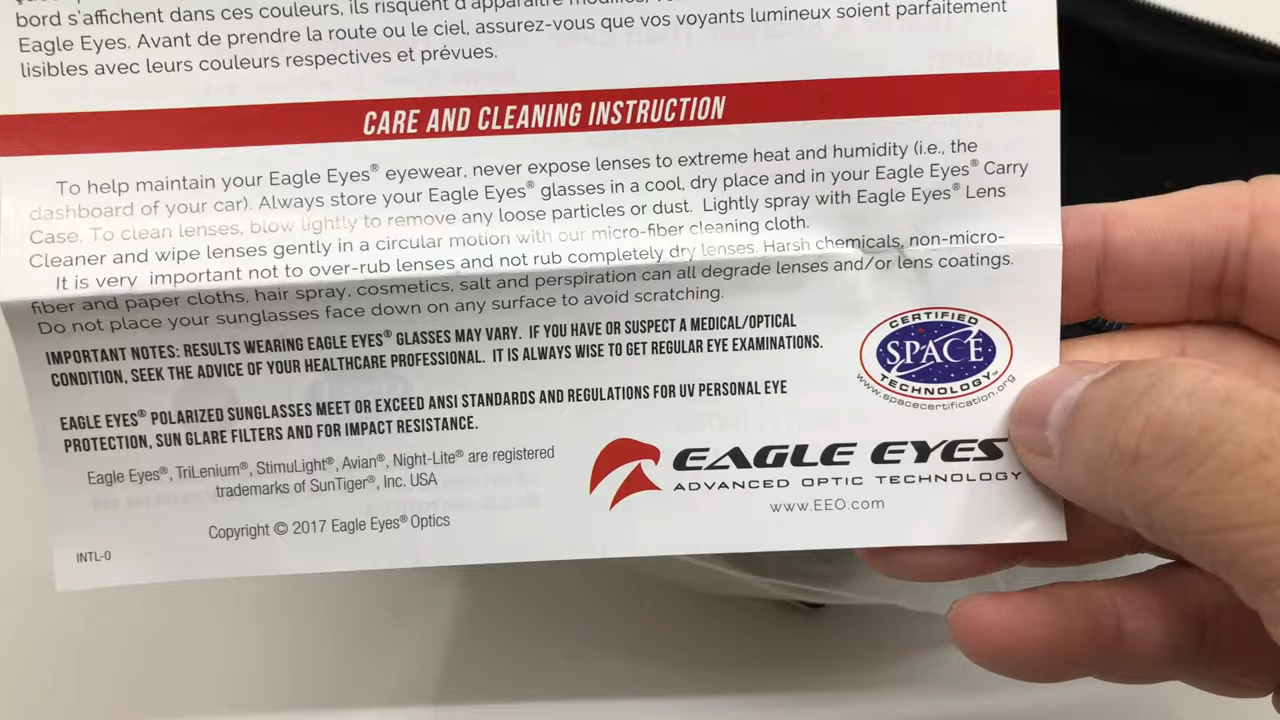 bord s'affichent dans ces couleurs, ils risquent d'apparaître
Eagle Eyes. Avant de prendre la route ou le ciel, assurez-vous que vos voyants lumineux soient parfaitement
lisibles avec leurs couleurs respectives et prévues.
CARE AND CLEANING INSTRUCTION
To help maintain your Eagle Eyes® eyewear, never expose lenses to extreme heat and humidity (i.e., the
dashboard of your car). Always store your Eagle Eyes® glasses in a cool, dry place and in your Eagle Eyes® Carry
Case. To clean lenses, blow lightly to remove any loose particles or dust. Lightly spray with Eagle Eyes® Lens
Cleaner and wipe lenses gently in a circular motion with our micro-fiber cleaning cloth.
It is very important not to over-rub lenses and not rub completely dry lenses. Harsh chemicals, non-micro-
fiber and paper cloths, hair spray, cosmetics, salt and perspiration can all degrade lenses and/or lens coatings.
Do not place your sunglasses face down on any surface to avoid scratching.
IMPORTANT NOTES: RESULTS WEARING EAGLE EYES® GLASSES MAY VARY. IF YOU HAVE OR SUSPECT A MEDICAL/OPTICAL
CONDITION, SEEK THE ADVICE OF YOUR HEALTHCARE PROFESSIONAL. IT IS ALWAYS WISE TO GET REGULAR EYE EXAMINATIONS.
EAGLE EYES® POLARIZED SUNGLASSES MEET OR EXCEED ANSI STANDARDS AND REGULATIONS FOR UV PERSONAL EYE
PROTECTION, SUN GLARE FILTERS AND FOR IMPACT RESISTANCE.
Eagle Eyes®, TriLenium®, StimuLight®, Avian®, Night-Lite® are registered
trademarks of SunTiger®, Inc. USA
Copyright © 2017 Eagle Eyes® Optics
INTL-0
CERTIFIED
SPACE
TECHNOLOGY™
www.spacecertification.org
EAGLE EYES
ADVANCED OPTIC TECHNOLOGY
www.EEO.com